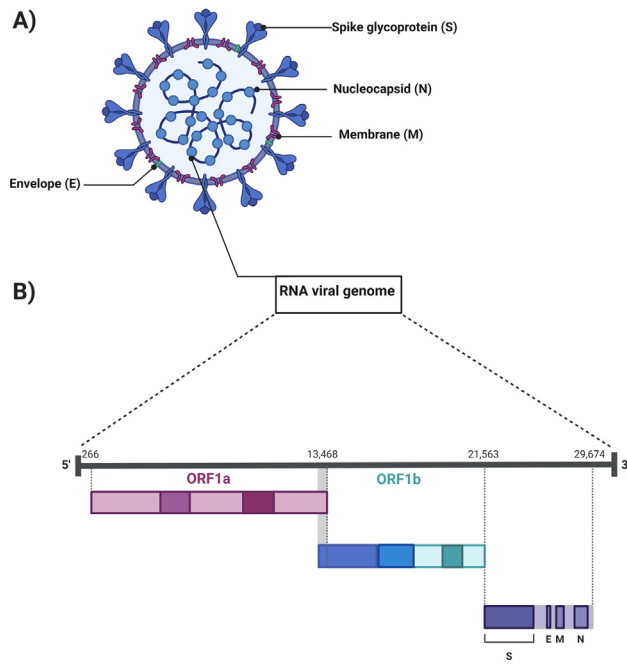 A)
Spike glycoprotein (S)
Nucleocapsid (N)
Membrane (M)
Envelope (E)
B)
RNA viral genome
5' 266 13,468 21,563 29,674 3
ORF1a ORF1b
E M N
S